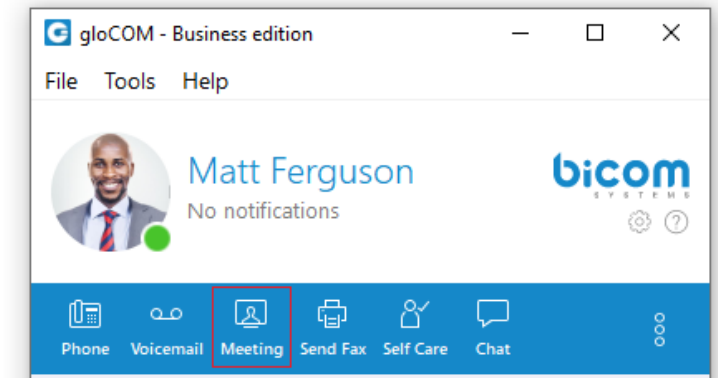 gloCOM - Business edition
File Tools Help
Matt Ferguson
No notifications
bicom
SYSTEMS
?
Phone Voicemail Meeting Send Fax Self Care Chat